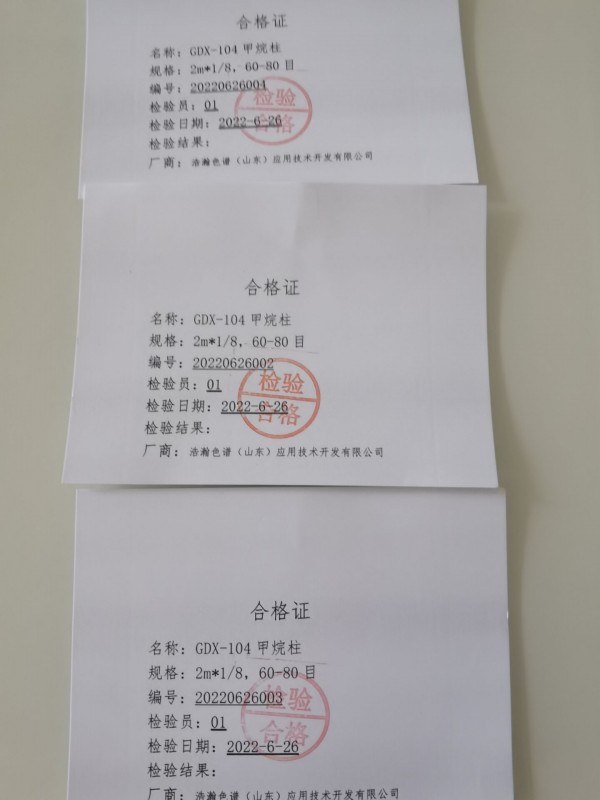 合格证
名称：GDX-104 甲烷柱
规格：2m*1/8，60-80 目
编号：20220626004
检验员：01
检验日期：2022-6-26
检验结果：
厂商：浩瀚色谱（山东）应用技术开发有限公司
检验
合格
合格证
名称：GDX-104 甲烷柱
规格：2m*1/8，60-80 目
编号：20220626002
检验员：01
检验日期：2022-6-26
检验结果：
厂商：浩瀚色谱（山东）应用技术开发有限公司
检验
合格
合格证
名称：GDX-104 甲烷柱
规格：2m*1/8，60-80 目
编号：20220626003
检验员：01
检验日期：2022-6-26
检验结果：
厂商：浩瀚色谱（山东）应用技术开发有限公司
检验
合格